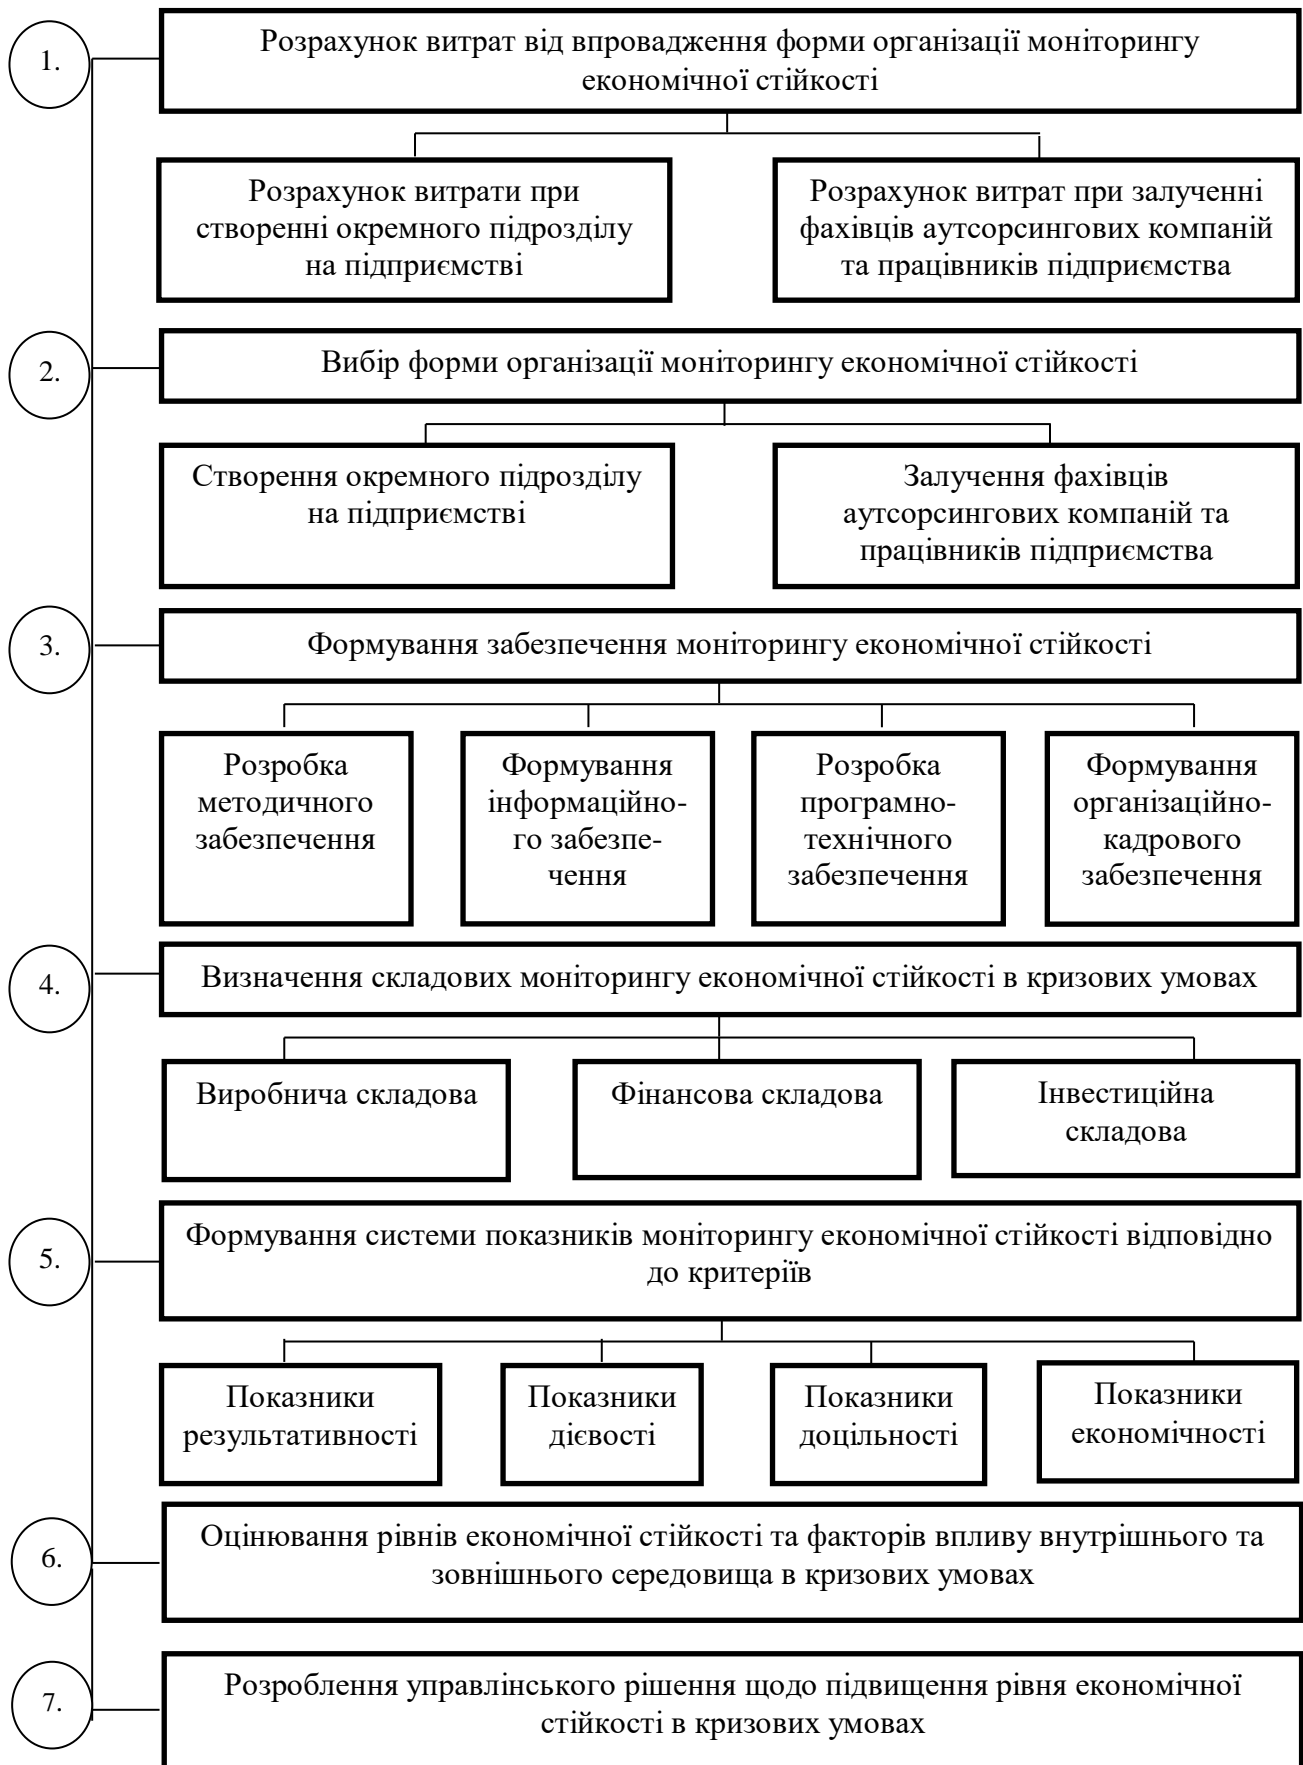 1.
Розрахунок витрат від впровадження форми організації моніторингу
економічної стійкості
Розрахунок витрати при
створенні окремного підрозділу
на підприємстві
Розрахунок витрат при залученні
фахівців аутсорсингових компаній
та працівників підприємства
2.
Вибір форми організації моніторингу економічної стійкості
Створення окремного підрозділу
на підприємстві
Залучення фахівців
аутсорсингових компаній та
працівників підприємства
3.
Формування забезпечення моніторингу економічної стійкості
Розробка
методичного
забезпечення
Формування
інформаційно-
го забезпе-
чення
Розробка
програмно-
технічного
забезпечення
Формування
організаційно-
кадрового
забезпечення
4.
Визначення складових моніторингу економічної стійкості в кризових умовах
Виробнича складова
Фінансова складова
Інвестиційна
складова
5.
Формування системи показників моніторингу економічної стійкості відповідно
до критеріїв
Показники
результативності
Показники
дієвості
Показники
доцільності
Показники
економічності
6.
Оцінювання рівнів економічної стійкості та факторів впливу внутрішнього та
зовнішнього середовища в кризових умовах
7.
Розроблення управлінського рішення щодо підвищення рівня економічної
стійкості в кризових умовах